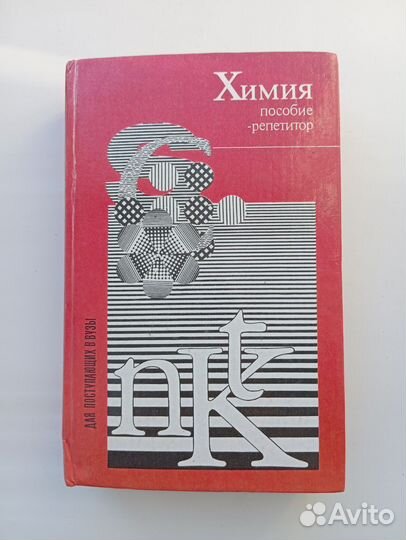 Химия
пособие
-репетитор
ДЛЯ ПОСТУПАЮЩИХ В ВУЗЫ
n K t
Avito